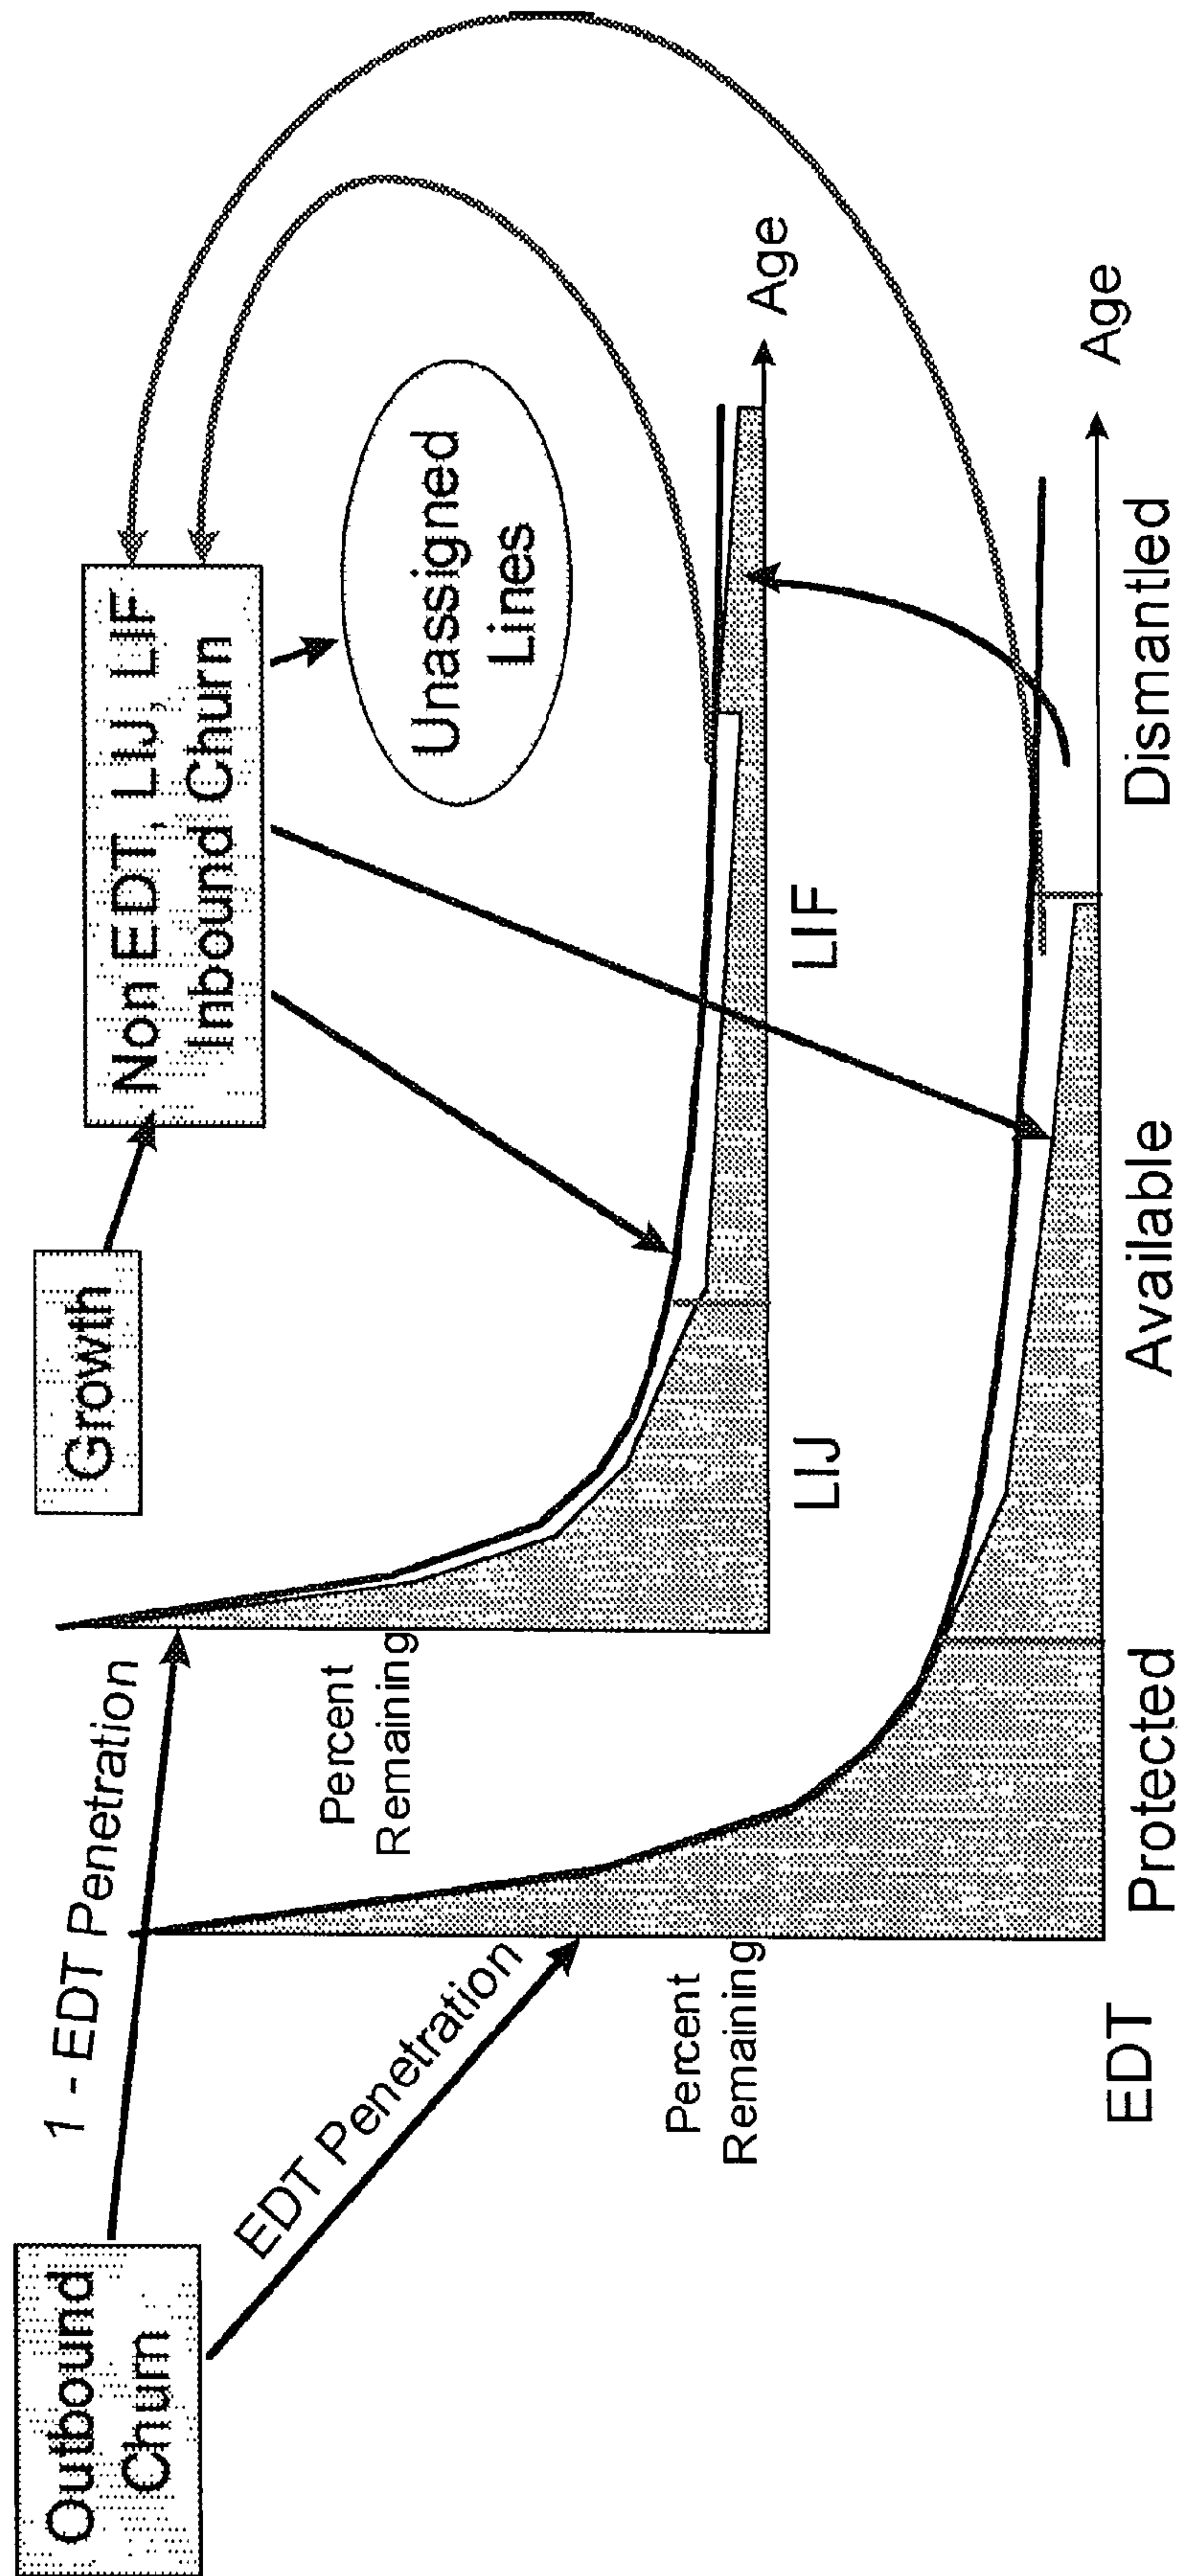 Outbound
Churn
1 - EDT Penetration
EDT Penetration
Growth
Non EDT, LIJ, LIF
Inbound Churn
Unassigned
Lines
Percent
Remaining
LIJ
LIF
Age
Percent
Remaining
EDT
Protected
Available
Dismantled
Age